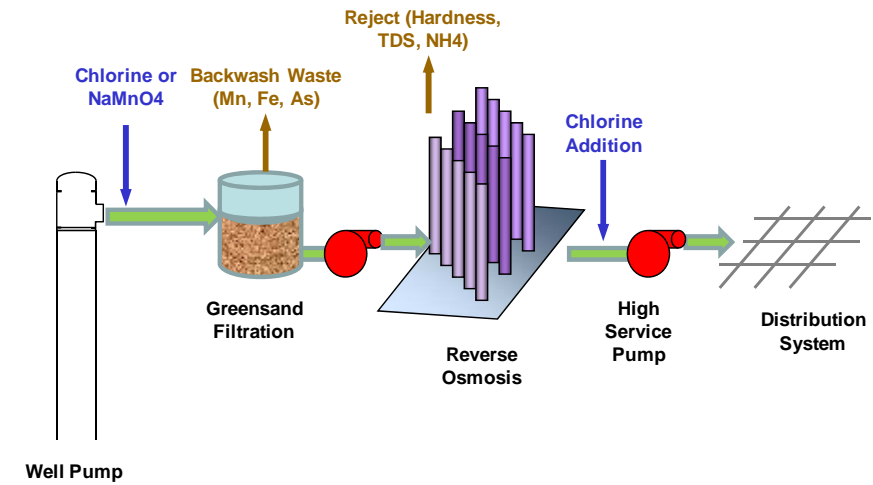 Reject (Hardness,
TDS, NH4)
Chlorine or
NaMnO4
Backwash Waste
(Mn, Fe, As)
Chlorine
Addition
Greensand
Filtration
Reverse
Osmosis
High
Service
Pump
Distribution
System
Well Pump